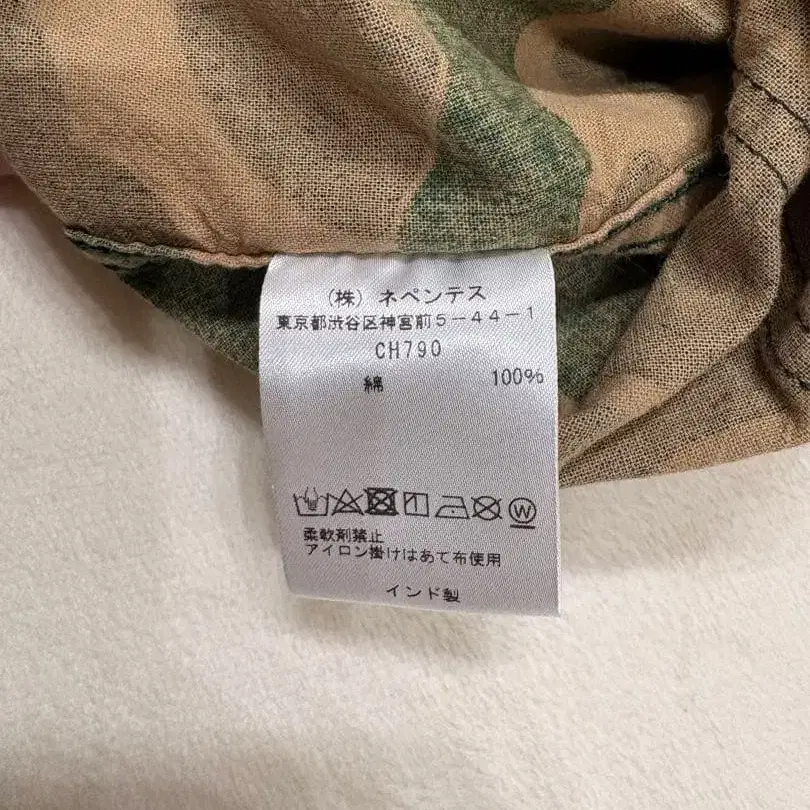 (株) ネペンテス
東京都渋谷区神宮前5-44-1
CH790
綿 100%
W
柔軟剤禁止
アイロン掛けはあて布使用
インド製